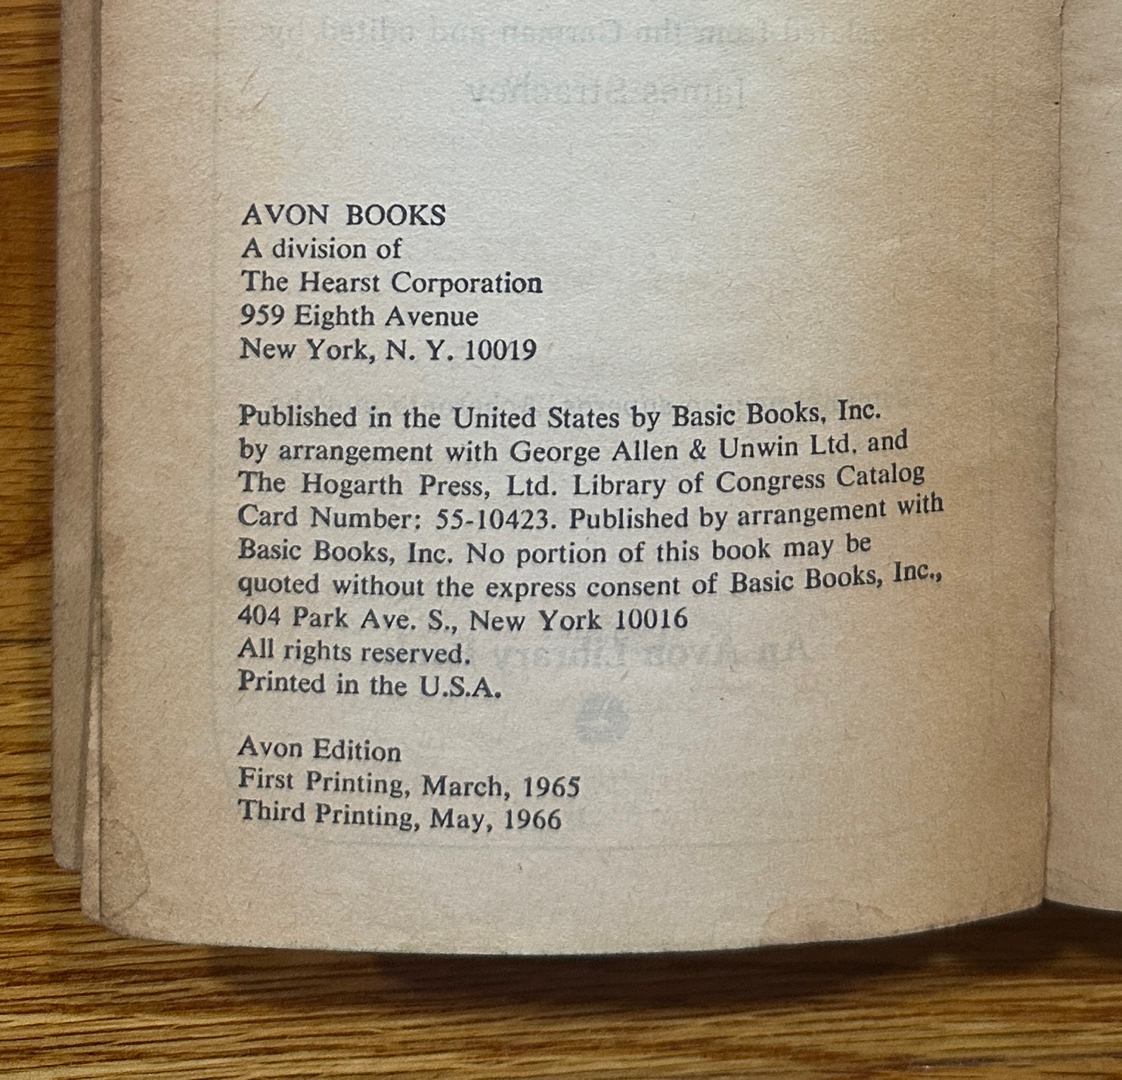 AVON BOOKS
A division of
The Hearst Corporation
959 Eighth Avenue
New York, N. Y. 10019
Published in the United States by Basic Books, Inc.
by arrangement with George Allen & Unwin Ltd. and
The Hogarth Press, Ltd. Library of Congress Catalog
Card Number: 55-10423. Published by arrangement with
Basic Books, Inc. No portion of this book may be
quoted without the express consent of Basic Books, Inc.,
404 Park Ave. S., New York 10016
All rights reserved.
Printed in the U.S.A.
Avon Edition
First Printing, March, 1965
Third Printing, May, 1966